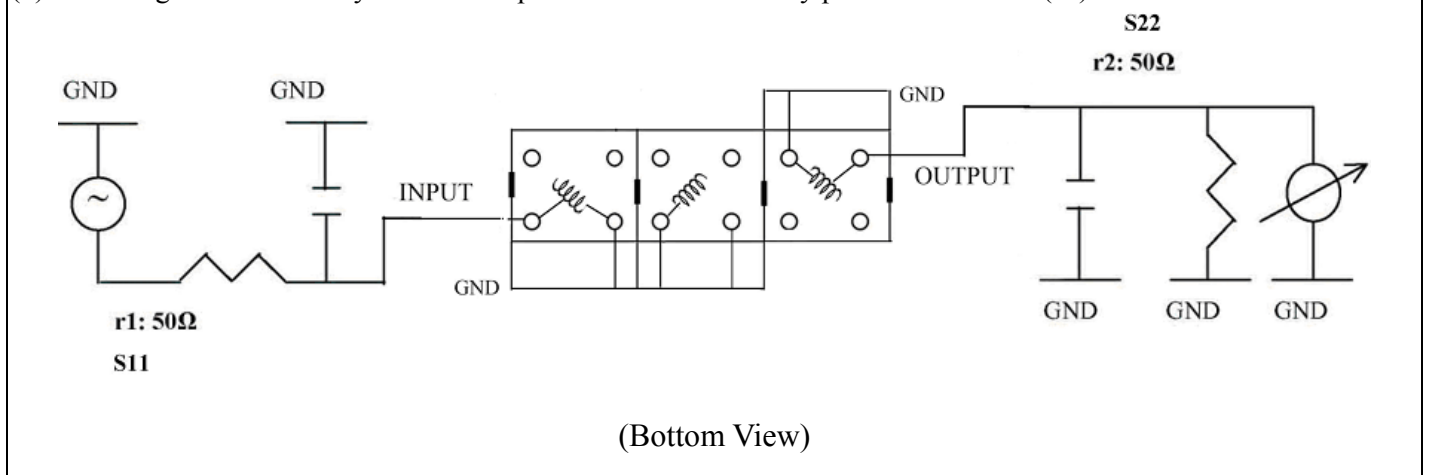 S22
r2: 50Ω
GND
GND
GND
INPUT
OUTPUT
GND
r1: 50Ω
S11
GND
GND
GND
(Bottom View)